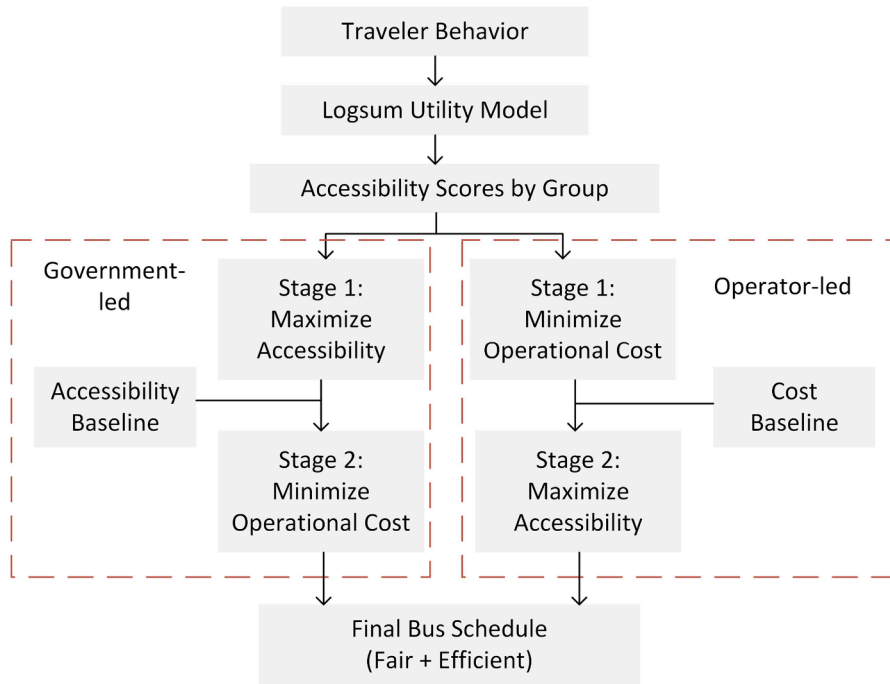 Traveler Behavior
Logsum Utility Model
Accessibility Scores by Group
Government-
led
Stage 1:
Maximize
Accessibility
Stage 1:
Minimize
Operational Cost
Operator-led
Accessibility
Baseline
Cost
Baseline
Stage 2:
Minimize
Operational Cost
Stage 2:
Maximize
Accessibility
Final Bus Schedule
(Fair + Efficient)